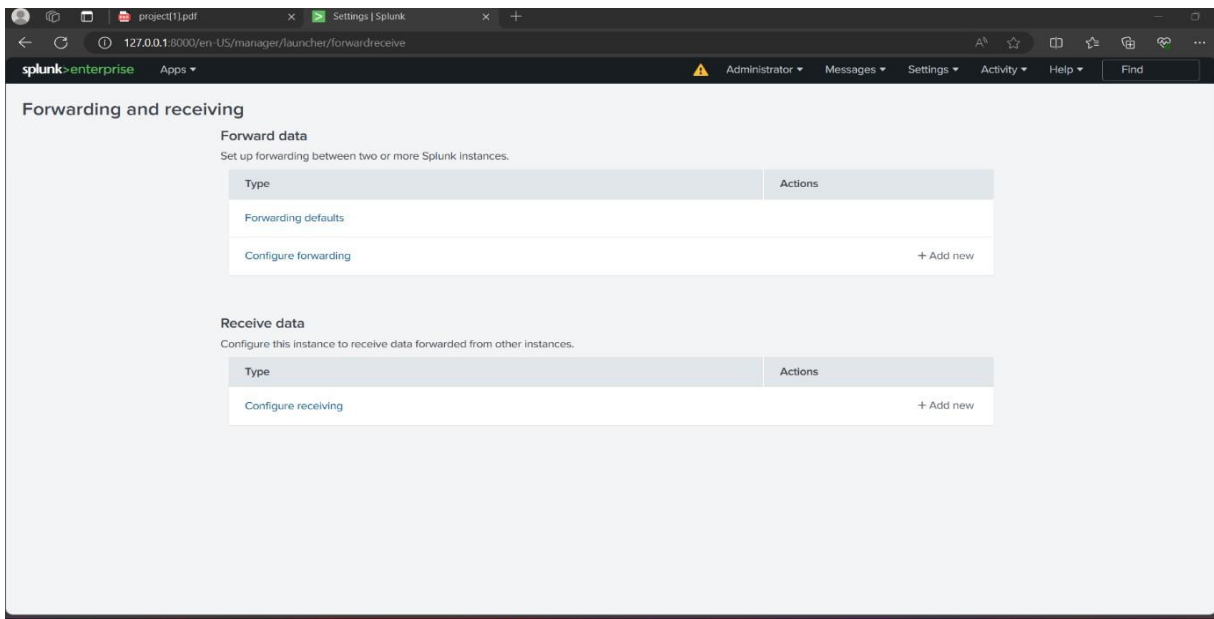 project[1].pdf
Settings | Splunk
127.0.0.1:8000/en-US/manager/launcher/forwardreceive
splunk>enterprise Apps Administrator Messages Settings Activity Help Find
Forwarding and receiving
Forward data
Set up forwarding between two or more Splunk instances.
Type Actions
Forwarding defaults
Configure forwarding + Add new
Receive data
Configure this instance to receive data forwarded from other instances.
Type Actions
Configure receiving + Add new